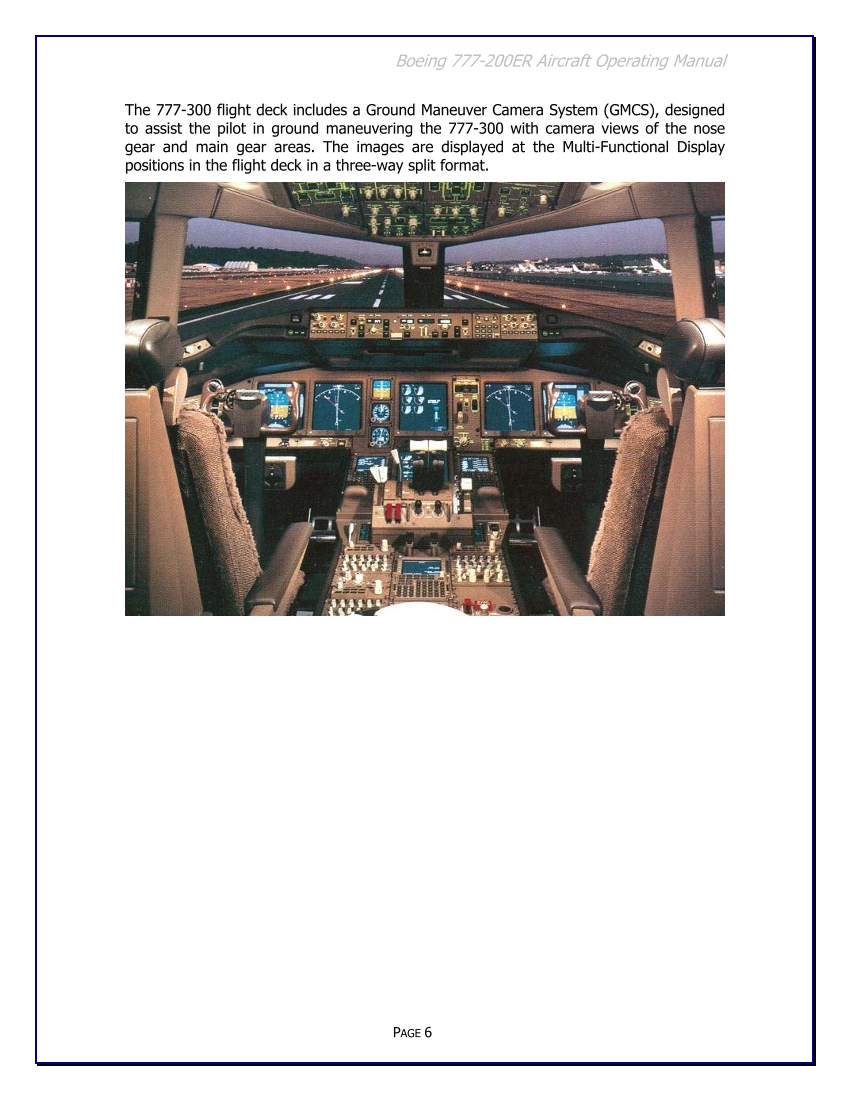 Boeing 777-200ER Aircraft Operating Manual
The 777-300 flight deck includes a Ground Maneuver Camera System (GMCS), designed
to assist the pilot in ground maneuvering the 777-300 with camera views of the nose
gear and main gear areas. The images are displayed at the Multi-Functional Display
positions in the flight deck in a three-way split format.
PAGE 6